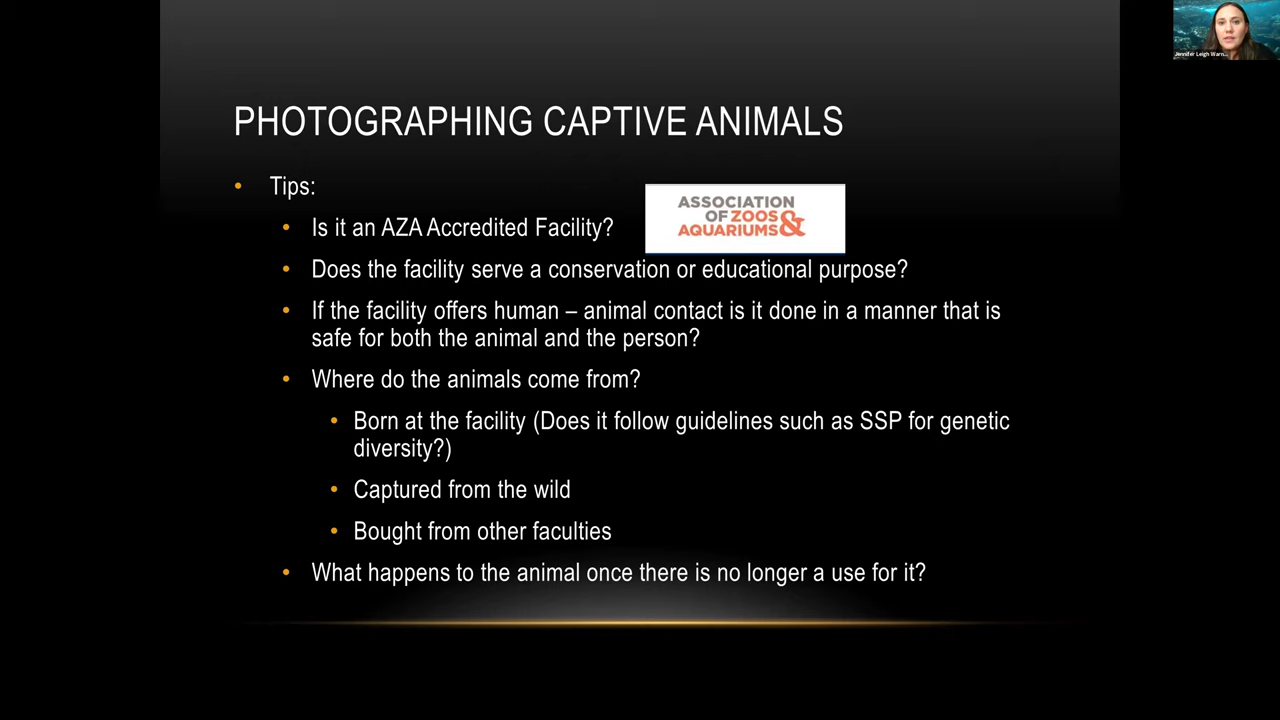 Jennifer Leigh Warn...
PHOTOGRAPHING CAPTIVE ANIMALS
• Tips:
ASSOCIATION
OF ZOOS
AQUARIUMS &
• Is it an AZA Accredited Facility?
• Does the facility serve a conservation or educational purpose?
• If the facility offers human – animal contact is it done in a manner that is
safe for both the animal and the person?
• Where do the animals come from?
• Born at the facility (Does it follow guidelines such as SSP for genetic
diversity?)
• Captured from the wild
• Bought from other faculties
• What happens to the animal once there is no longer a use for it?